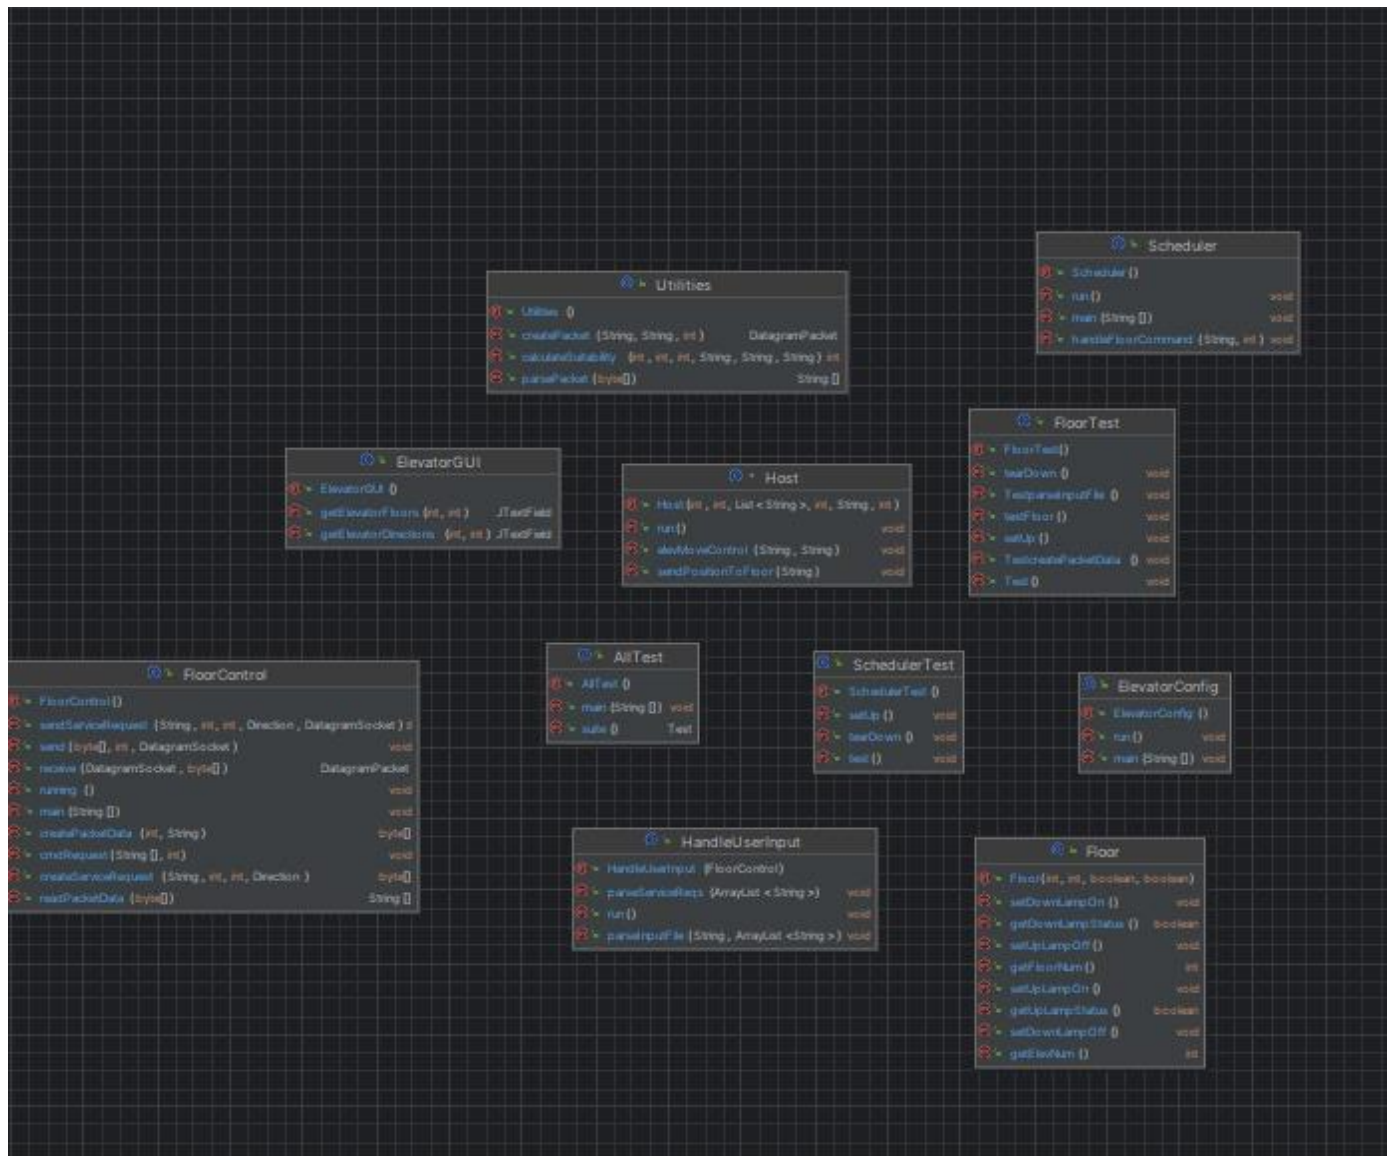 Scheduler
Scheduler()
run() void
main (String []) void
handleFloorCommand (String, int) void
Utilities
Utilities ()
createPacket (String, String, int) DatagramPacket
calculateSuitability (int, int, int, String, String, String) int
parsePacket (byte[]) String []
FloorTest
FloorTest()
tearDown () void
TestparseInputFile () void
testFloor () void
setUp () void
TestcreatePacketData () void
Test () void
ElevatorGUI
ElevatorGUI ()
getElevatorFloors (int, int) JTextField
getElevatorDirections (int, int) JTextField
Host
Host(int, int, List < String >, int, String, int)
run() void
elevMoveControl (String, String) void
sendPositionToFloor (String) void
AllTest
AllTest ()
main (String []) void
suite () Test
SchedulerTest
SchedulerTest ()
setUp () void
tearDown () void
test () void
FloorControl
FloorControl()
sendServiceRequest (String, int, int, Direction, DatagramSocket)
send (byte[], int, DatagramSocket) void
receive (DatagramSocket, byte[]) DatagramPacket
running () void
main (String []) void
createPacketData (int, String) byte[]
cmdRequest (String [], int) void
createServiceRequest (String, int, int, Direction) byte[]
readPacketData (byte[]) String []
ElevatorConfig
ElevatorConfig ()
run() void
main (String []) void
HandleUserInput
HandleUserInput (FloorControl)
parseServiceReqs (ArrayList < String >) void
run() void
parseInputFile (String, ArrayList <String >) void
Floor
Floor(int, int, boolean, boolean)
setDownLampOn () void
getDownLampStatus () boolean
setUpLampOff () void
getFloorNum () int
setUpLampOn () void
getUpLampStatus () boolean
setDownLampOff () void
getElevNum () int